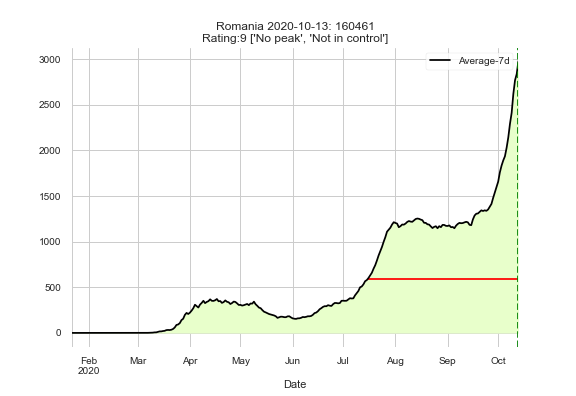 Romania 2020-10-13: 160461
Rating:9 ['No peak', 'Not in control']
Average-7d
3000
2500
2000
1500
1000
500
0
Feb Mar Apr May Jun Jul Aug Sep Oct
2020
Date